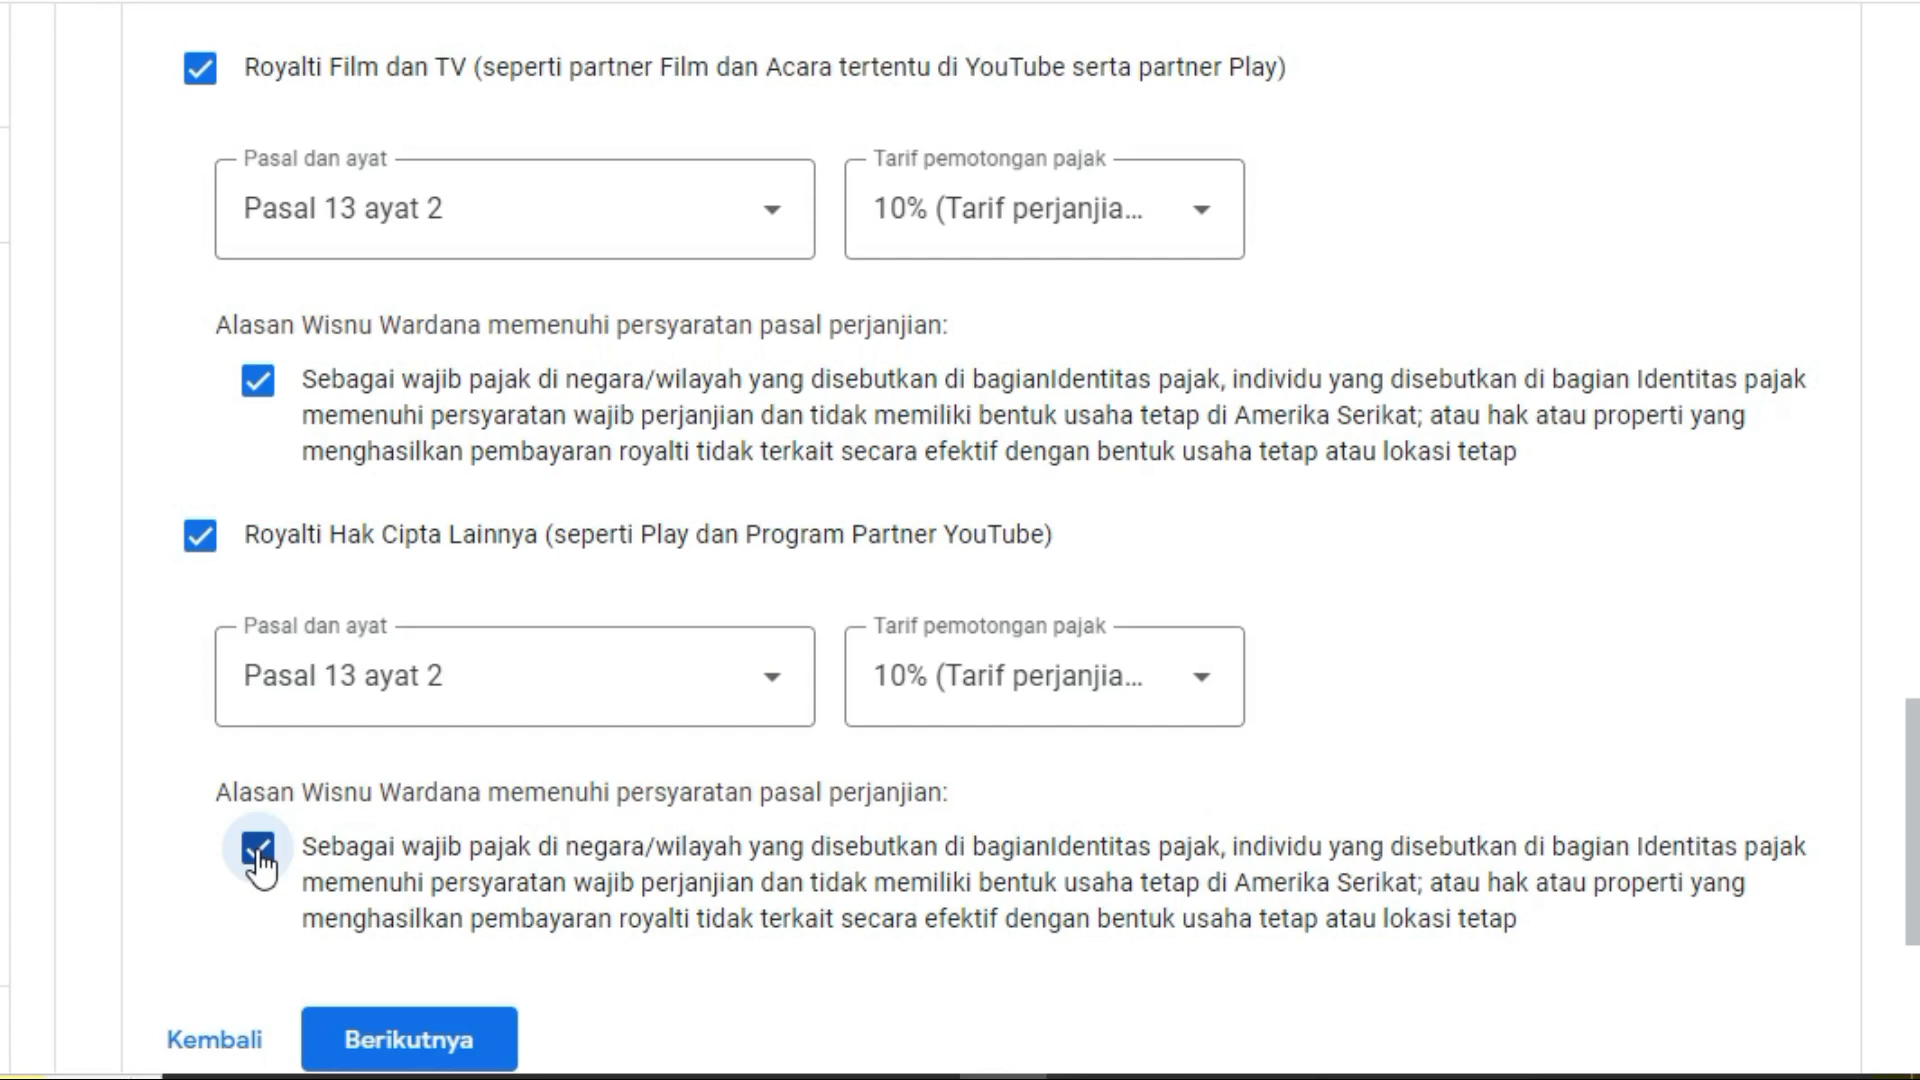 Royalti Film dan TV (seperti partner Film dan Acara tertentu di YouTube serta partner Play)
Pasal dan ayat
Tarif pemotongan pajak
Pasal 13 ayat 2
10% (Tarif perjanjia...
Alasan Wisnu Wardana memenuhi persyaratan pasal perjanjian:
Sebagai wajib pajak di negara/wilayah yang disebutkan di bagianIdentitas pajak, individu yang disebutkan di bagian Identitas pajak
memenuhi persyaratan wajib perjanjian dan tidak memiliki bentuk usaha tetap di Amerika Serikat; atau hak atau properti yang
menghasilkan pembayaran royalti tidak terkait secara efektif dengan bentuk usaha tetap atau lokasi tetap
Royalti Hak Cipta Lainnya (seperti Play dan Program Partner YouTube)
Pasal dan ayat
Tarif pemotongan pajak
Pasal 13 ayat 2
10% (Tarif perjanjia...
Alasan Wisnu Wardana memenuhi persyaratan pasal perjanjian:
Sebagai wajib pajak di negara/wilayah yang disebutkan di bagianIdentitas pajak, individu yang disebutkan di bagian Identitas pajak
memenuhi persyaratan wajib perjanjian dan tidak memiliki bentuk usaha tetap di Amerika Serikat; atau hak atau properti yang
menghasilkan pembayaran royalti tidak terkait secara efektif dengan bentuk usaha tetap atau lokasi tetap
Kembali
Berikutnya